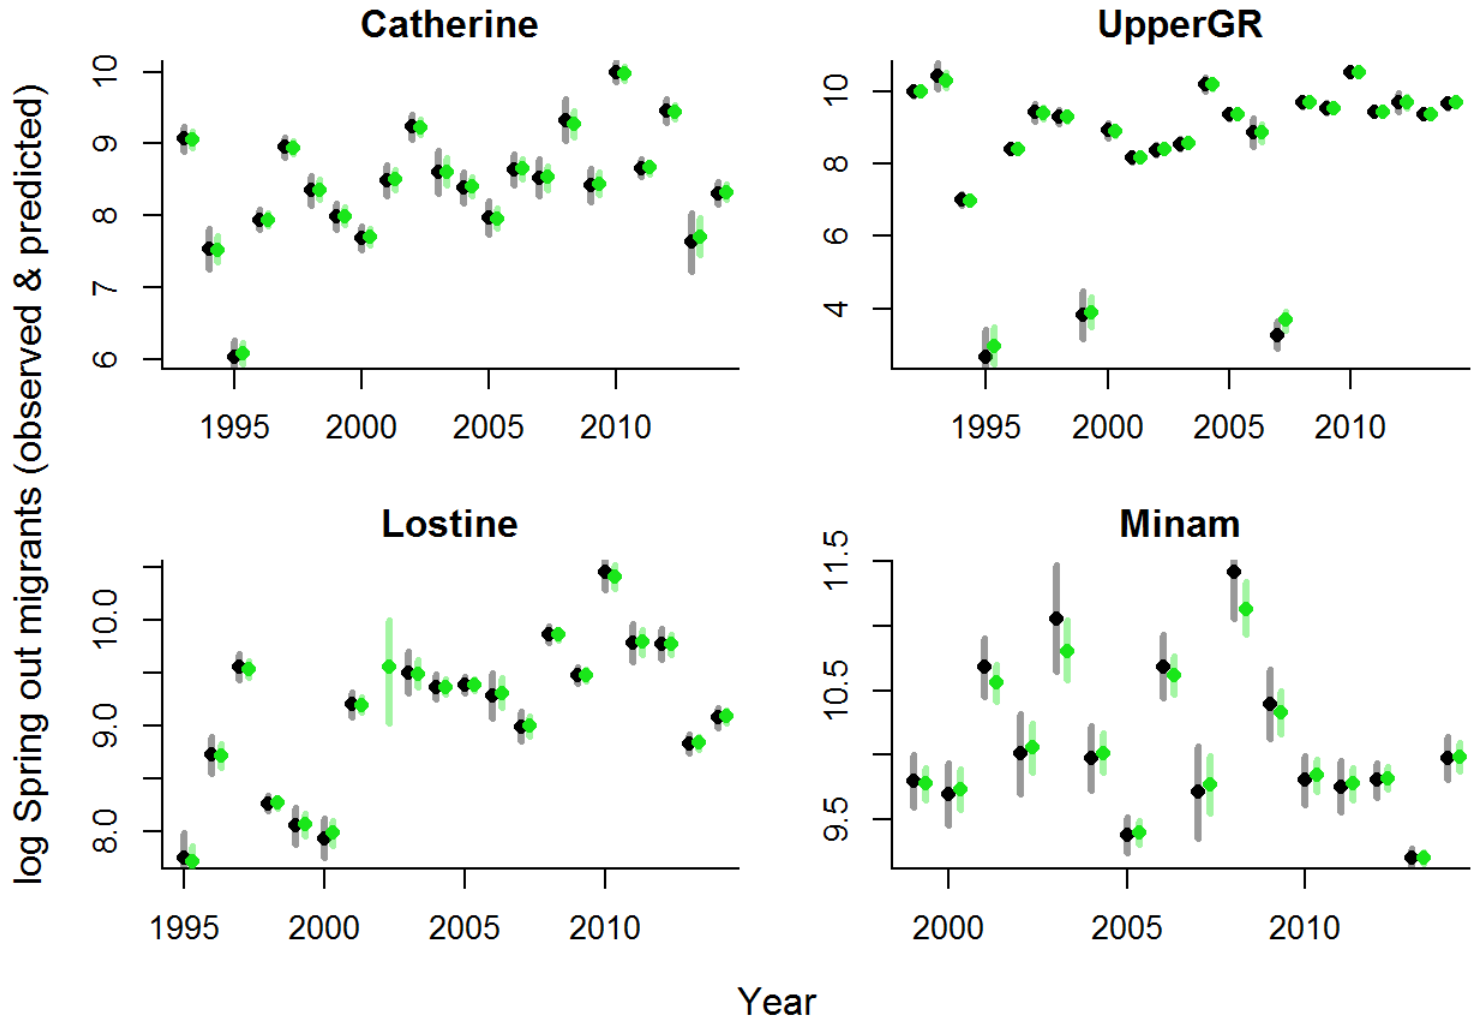 Catherine
UpperGR
log Spring out migrants (observed & predicted)
10
9
8
7
6
1995 2000 2005 2010
10
8
6
4
1995 2000 2005 2010
Lostine
Minam
10.0
9.0
8.0
1995 2000 2005 2010
11.5
10.5
9.5
2000 2005 2010
Year